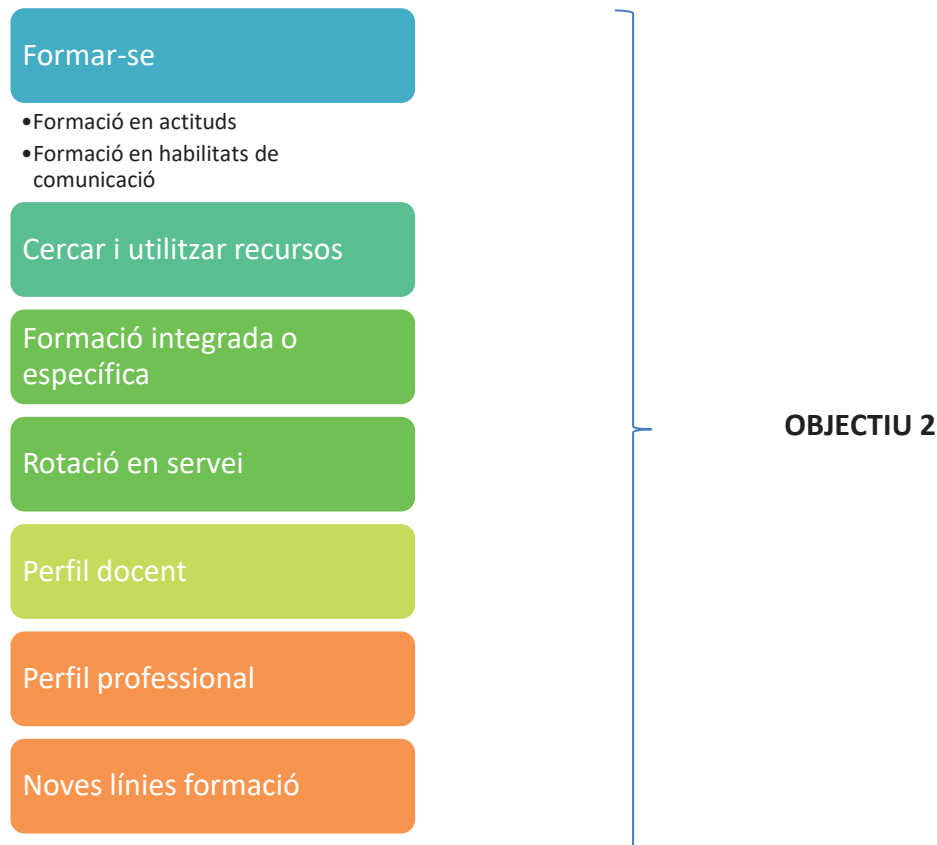 Formar-se
•Formació en actituds
•Formació en habilitats de
comunicació
Cercar i utilitzar recursos
Formació integrada o
específica
Rotació en servei
Perfil docent
Perfil professional
Noves línies formació
OBJECTIU 2